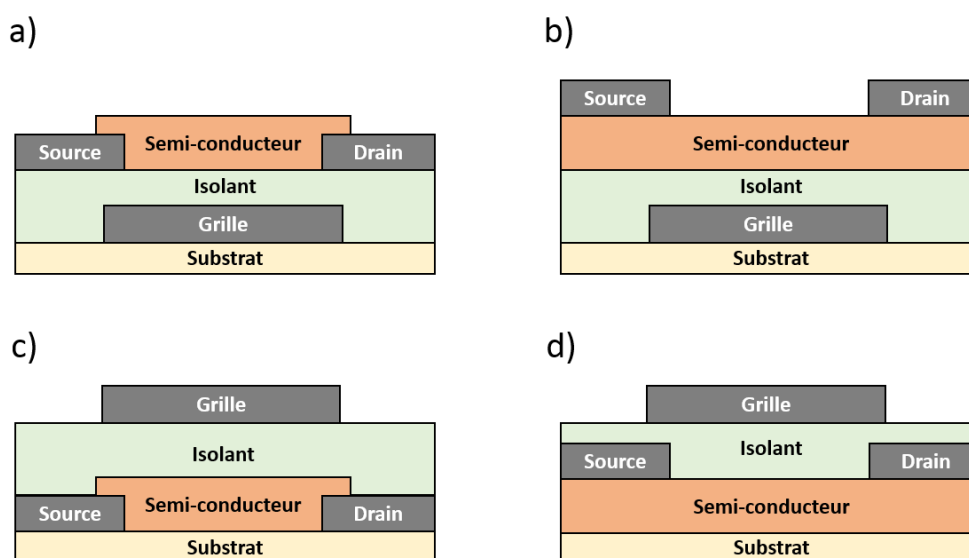 a)
Source
Semi-conducteur
Drain
Isolant
Grille
Substrat
b)
Source
Drain
Semi-conducteur
Isolant
Grille
Substrat
c)
Grille
Isolant
Source
Semi-conducteur
Drain
Substrat
d)
Grille
Source
Isolant
Drain
Semi-conducteur
Substrat